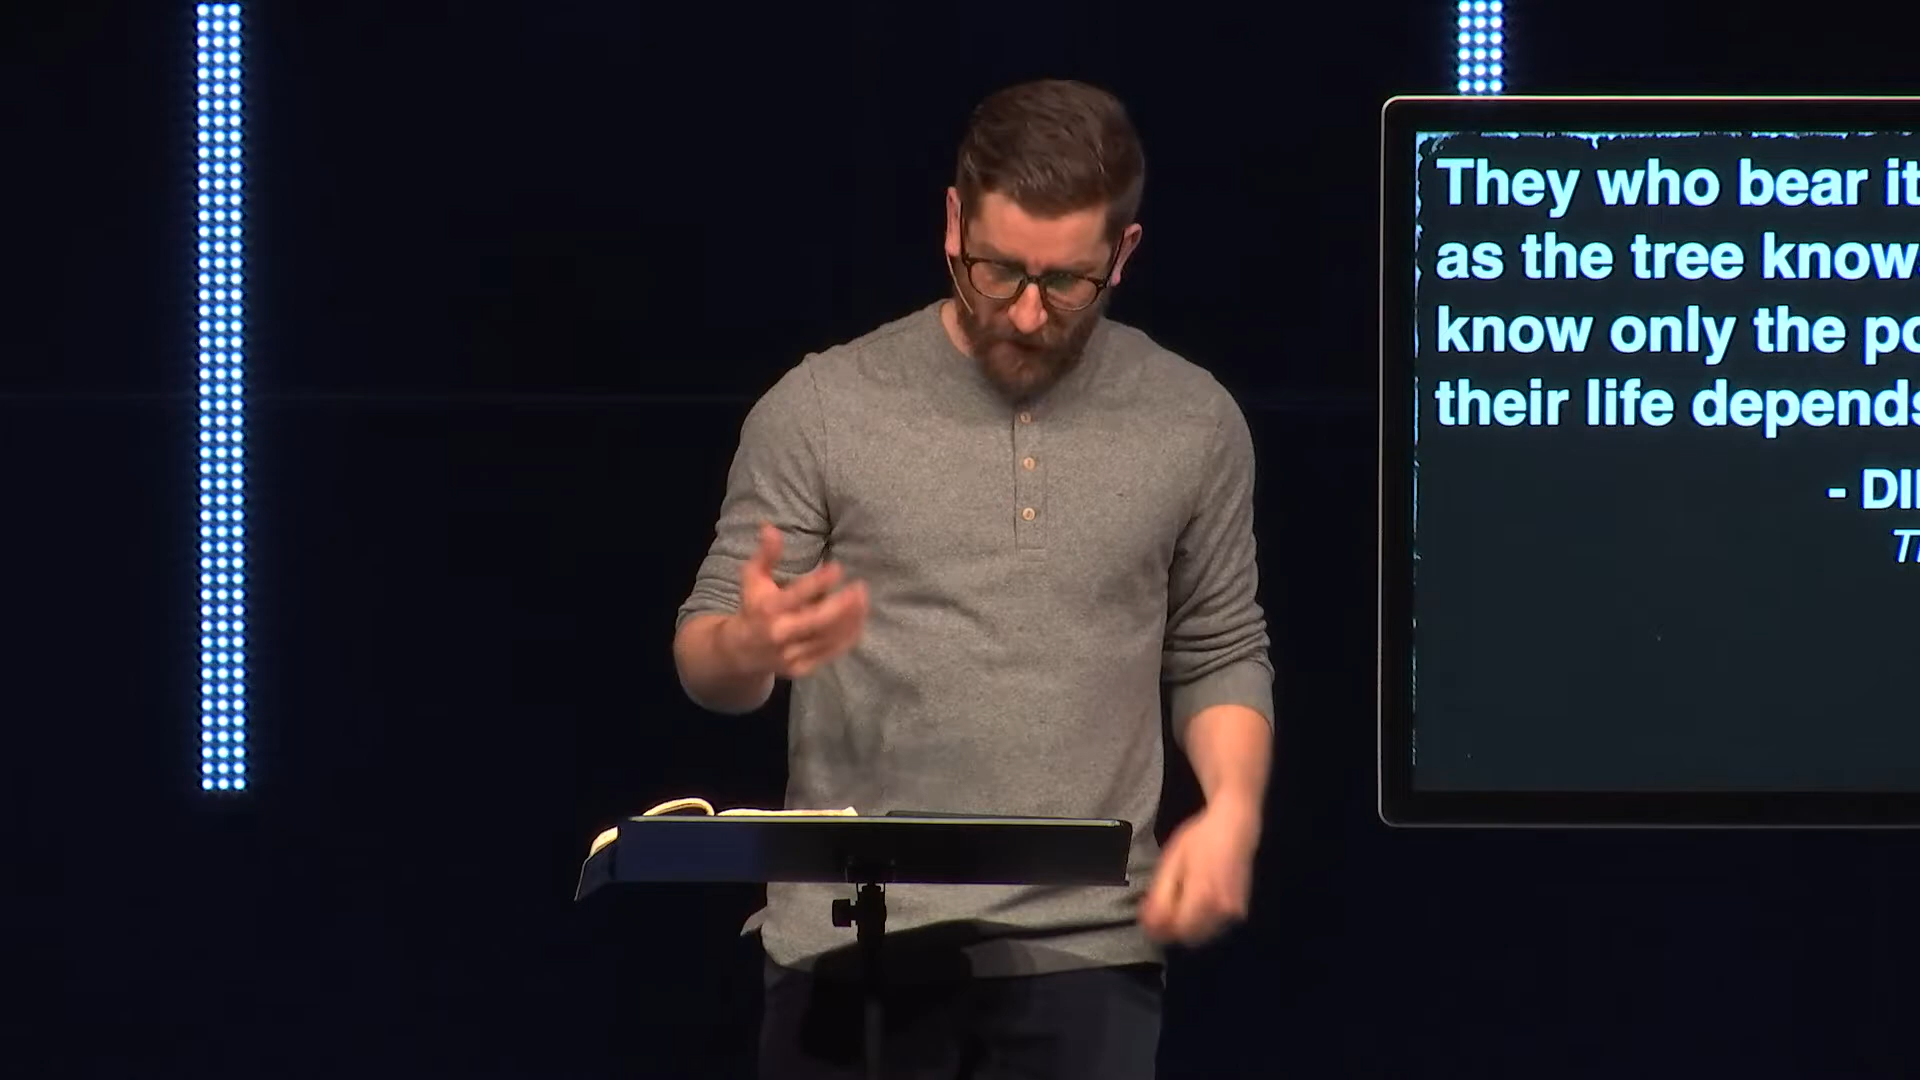 They who bear it
as the tree know
know only the po
their life depends
- DI
T